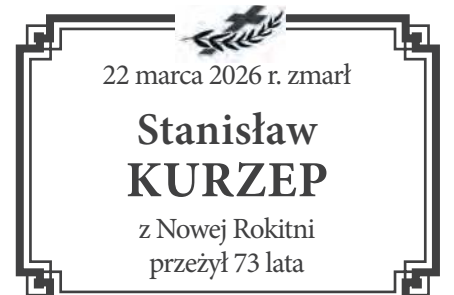 22 marca 2026 r. zmarł
Stanisław
KURZEP
z Nowej Rokitni
przeżył 73 lata